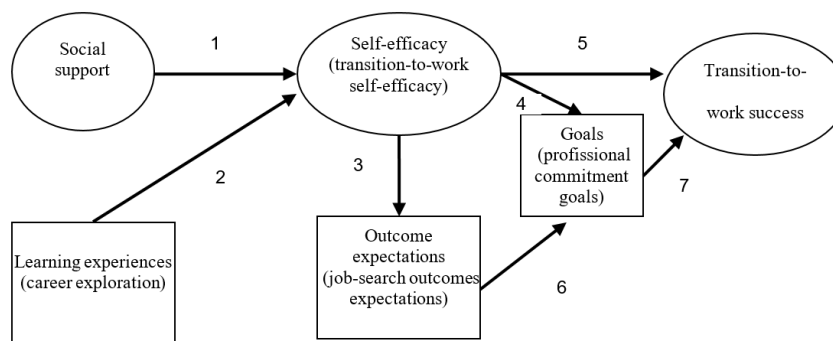 Social
support
1
Self-efficacy
(transition-to-work
self-efficacy)
5
Transition-to-
work success
4
Goals
(profissional
commitment
goals)
7
2
3
Learning experiences
(career exploration)
Outcome
expectations
(job-search outcomes
expectations)
6